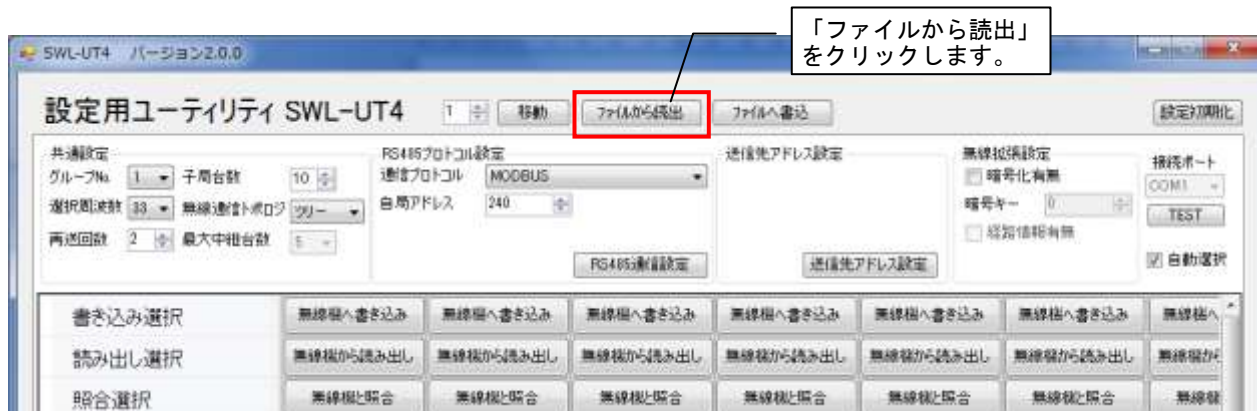 「ファイルから読出」
をクリックします。
SWL-UT4 バージョン2.0.0
設定用ユーティリティ SWL-UT4 1 移動 ファイルから読出 ファイルへ書込 設定初期化
共通設定 RS485プロトコル設定 送信先アドレス設定 無線拡張設定 接続ポート
グループNo. 1 子局台数 10 通信プロトコル MODBUS 暗号化有無 COM1
選択周波数 33 無線通信トポロジ ツリー 自局アドレス 240 暗号キー 0 TEST
再送回数 2 最大中継台数 5 経路情報有無
RS485通信設定 送信先アドレス設定 自動選択
書き込み選択 無線機へ書き込み 無線機へ書き込み 無線機へ書き込み 無線機へ書き込み 無線機へ書き込み 無線機へ書き込み 無線機へ
読み出し選択 無線機から読み出し 無線機から読み出し 無線機から読み出し 無線機から読み出し 無線機から読み出し 無線機から読み出し 無線機から
照合選択 無線機と照合 無線機と照合 無線機と照合 無線機と照合 無線機と照合 無線機と照合 無線機